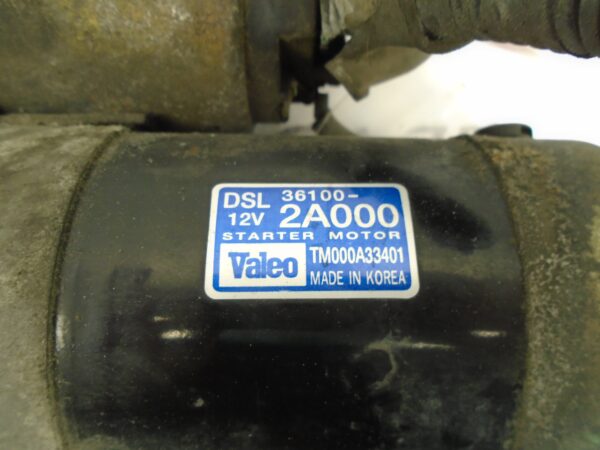 DSL 36100-
12V 2A000
STARTER MOTOR
Valeo TM000A33401
MADE IN KOREA